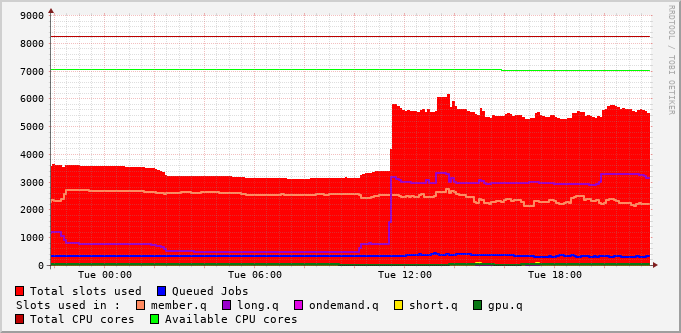 RRDTOOL / TOBI OETIKER
9000
8000
7000
6000
5000
4000
3000
2000
1000
0
Tue 00:00 Tue 06:00 Tue 12:00 Tue 18:00
Total slots used Queued Jobs
Slots used in : member.q long.q ondemand.q short.q gpu.q
Total CPU cores Available CPU cores